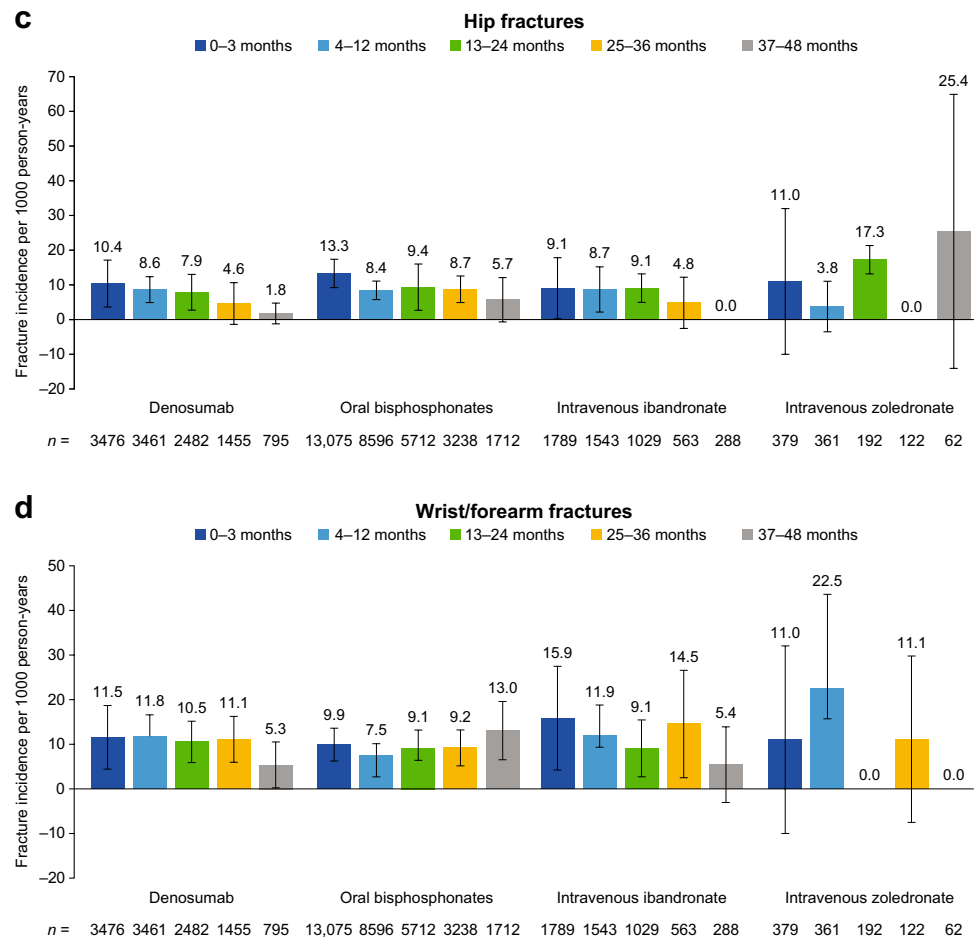 c
Hip fractures
0–3 months 4–12 months 13–24 months 25–36 months 37–48 months
Fracture incidence per 1000 person-years
70
60
50
40
30
20
10
0
–10
–20
10.4 8.6 7.9 4.6 1.8 13.3 8.4 9.4 8.7 5.7 9.1 8.7 9.1 4.8 0.0 11.0 3.8 17.3 0.0 25.4
Denosumab Oral bisphosphonates Intravenous ibandronate Intravenous zoledronate
n = 3476 3461 2482 1455 795 13,075 8596 5712 3238 1712 1789 1543 1029 563 288 379 361 192 122 62
d
Wrist/forearm fractures
0–3 months 4–12 months 13–24 months 25–36 months 37–48 months
Fracture incidence per 1000 person-years
50
40
30
20
10
0
–10
–20
11.5 11.8 10.5 11.1 5.3 9.9 7.5 9.1 9.2 13.0 15.9 11.9 9.1 14.5 5.4 11.0 22.5 0.0 11.1 0.0
Denosumab Oral bisphosphonates Intravenous ibandronate Intravenous zoledronate
n = 3476 3461 2482 1455 795 13,075 8596 5712 3238 1712 1789 1543 1029 563 288 379 361 192 122 62